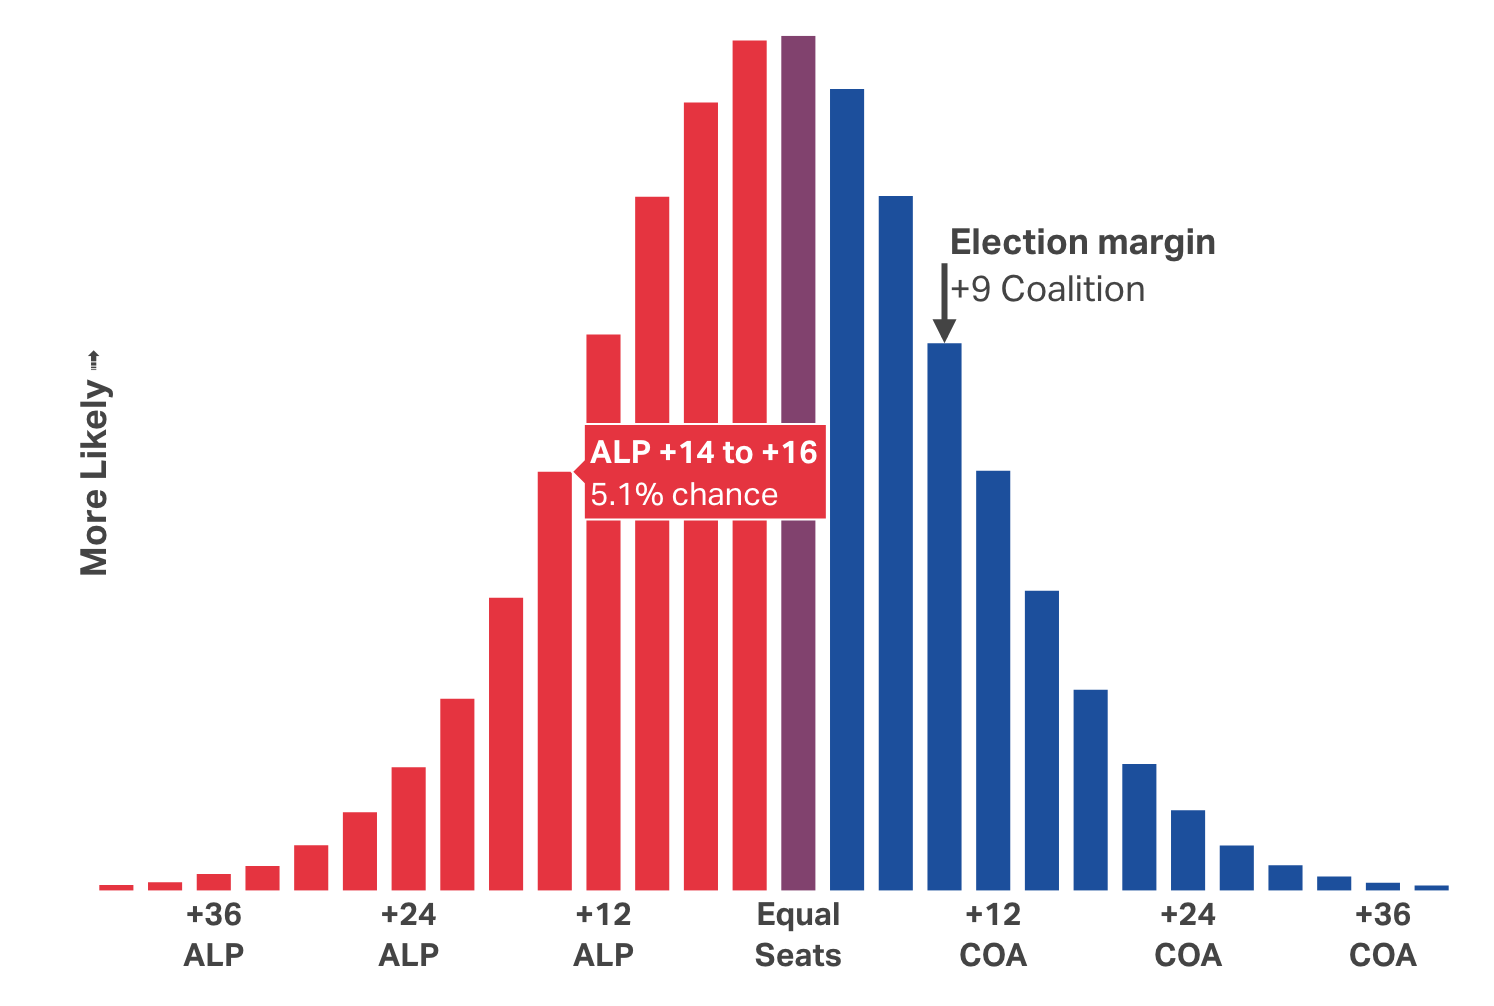 Election margin
+9 Coalition
More Likely ➟
ALP +14 to +16
5.1% chance
+36
ALP
+24
ALP
+12
ALP
Equal
Seats
+12
COA
+24
COA
+36
COA